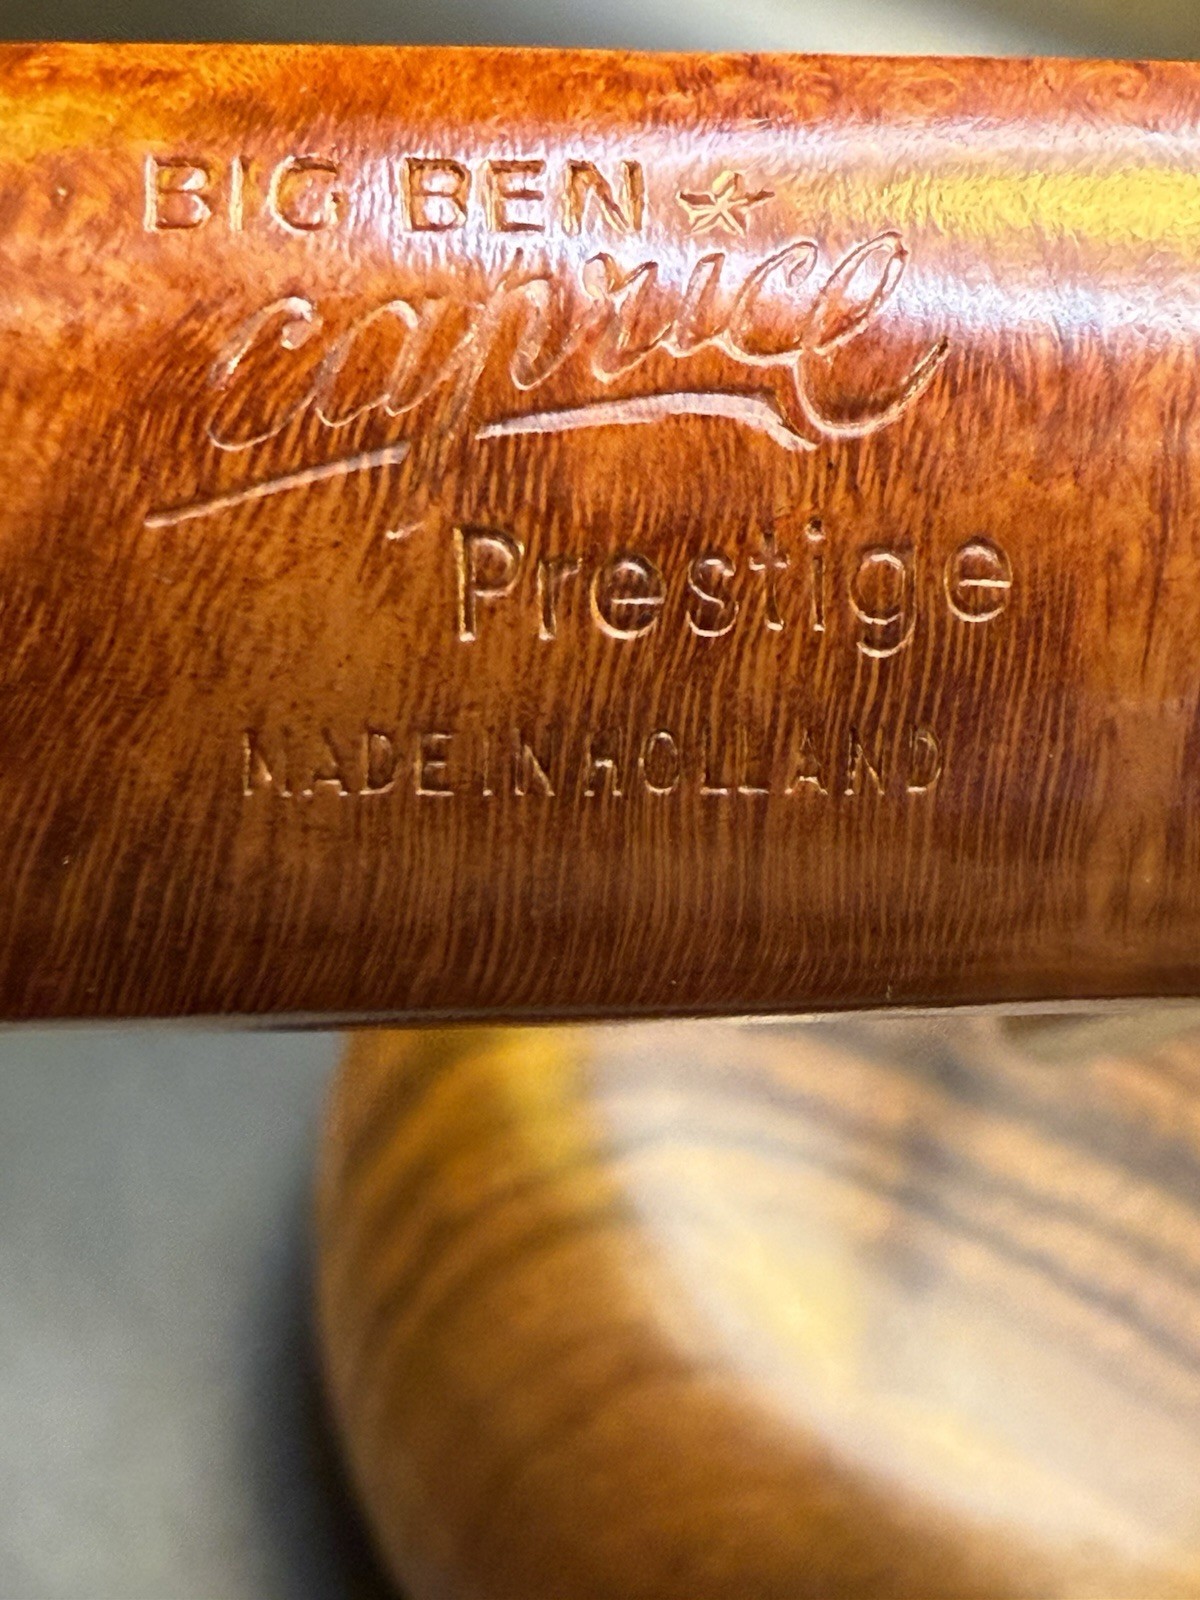 BIG BEN ☆
caprice
Prestige
MADE IN HOLLAND